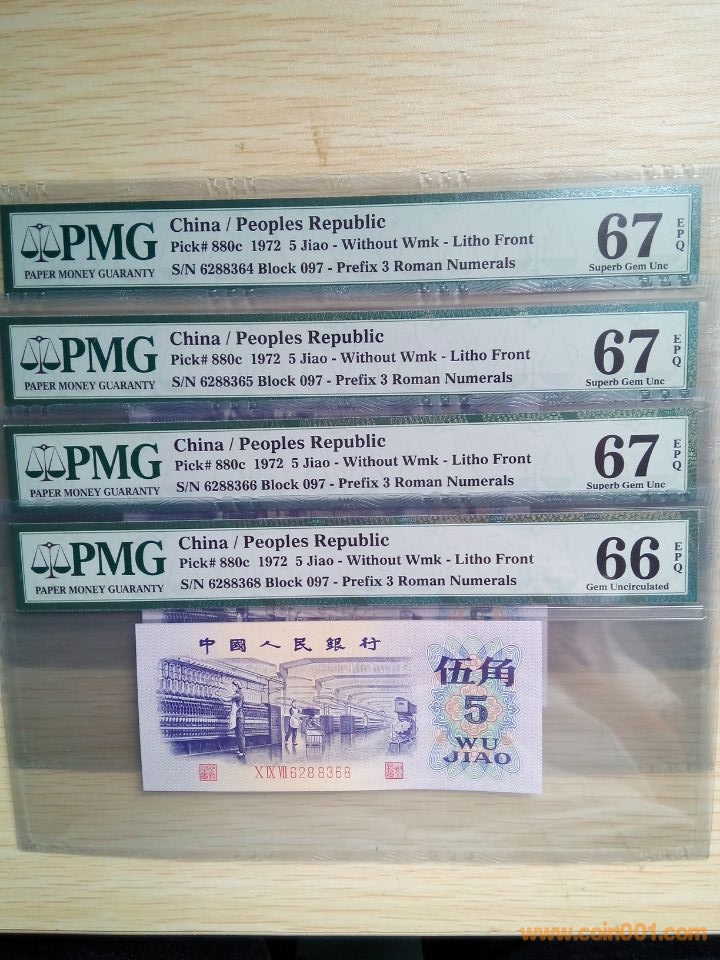 PMG
PAPER MONEY GUARANTY
China / Peoples Republic
Pick# 880c 1972 5 Jiao - Without Wmk - Litho Front
S/N 6288364 Block 097 - Prefix 3 Roman Numerals
67
EPQ
Superb Gem Unc
PMG
PAPER MONEY GUARANTY
China / Peoples Republic
Pick# 880c 1972 5 Jiao - Without Wmk - Litho Front
S/N 6288365 Block 097 - Prefix 3 Roman Numerals
67
EPQ
Superb Gem Unc
PMG
PAPER MONEY GUARANTY
China / Peoples Republic
Pick# 880c 1972 5 Jiao - Without Wmk - Litho Front
S/N 6288366 Block 097 - Prefix 3 Roman Numerals
67
EPQ
Superb Gem Unc
PMG
PAPER MONEY GUARANTY
China / Peoples Republic
Pick# 880c 1972 5 Jiao - Without Wmk - Litho Front
S/N 6288368 Block 097 - Prefix 3 Roman Numerals
66
EPQ
Gem Uncirculated
中國人民銀行
伍角
5
WU
JIAO
X IX VII 6288368
www.coin001.com